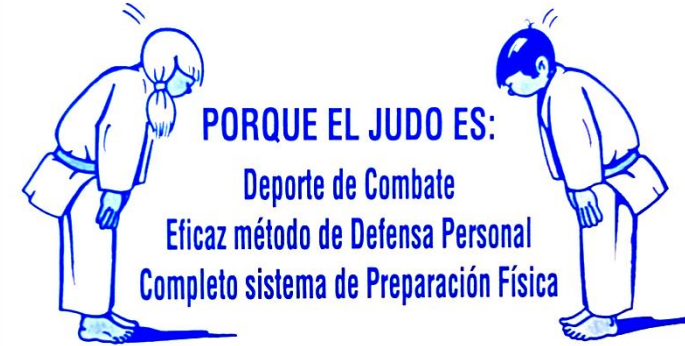 PORQUE EL JUDO ES:
Deporte de Combate
Eficaz método de Defensa Personal
Completo sistema de Preparación Física